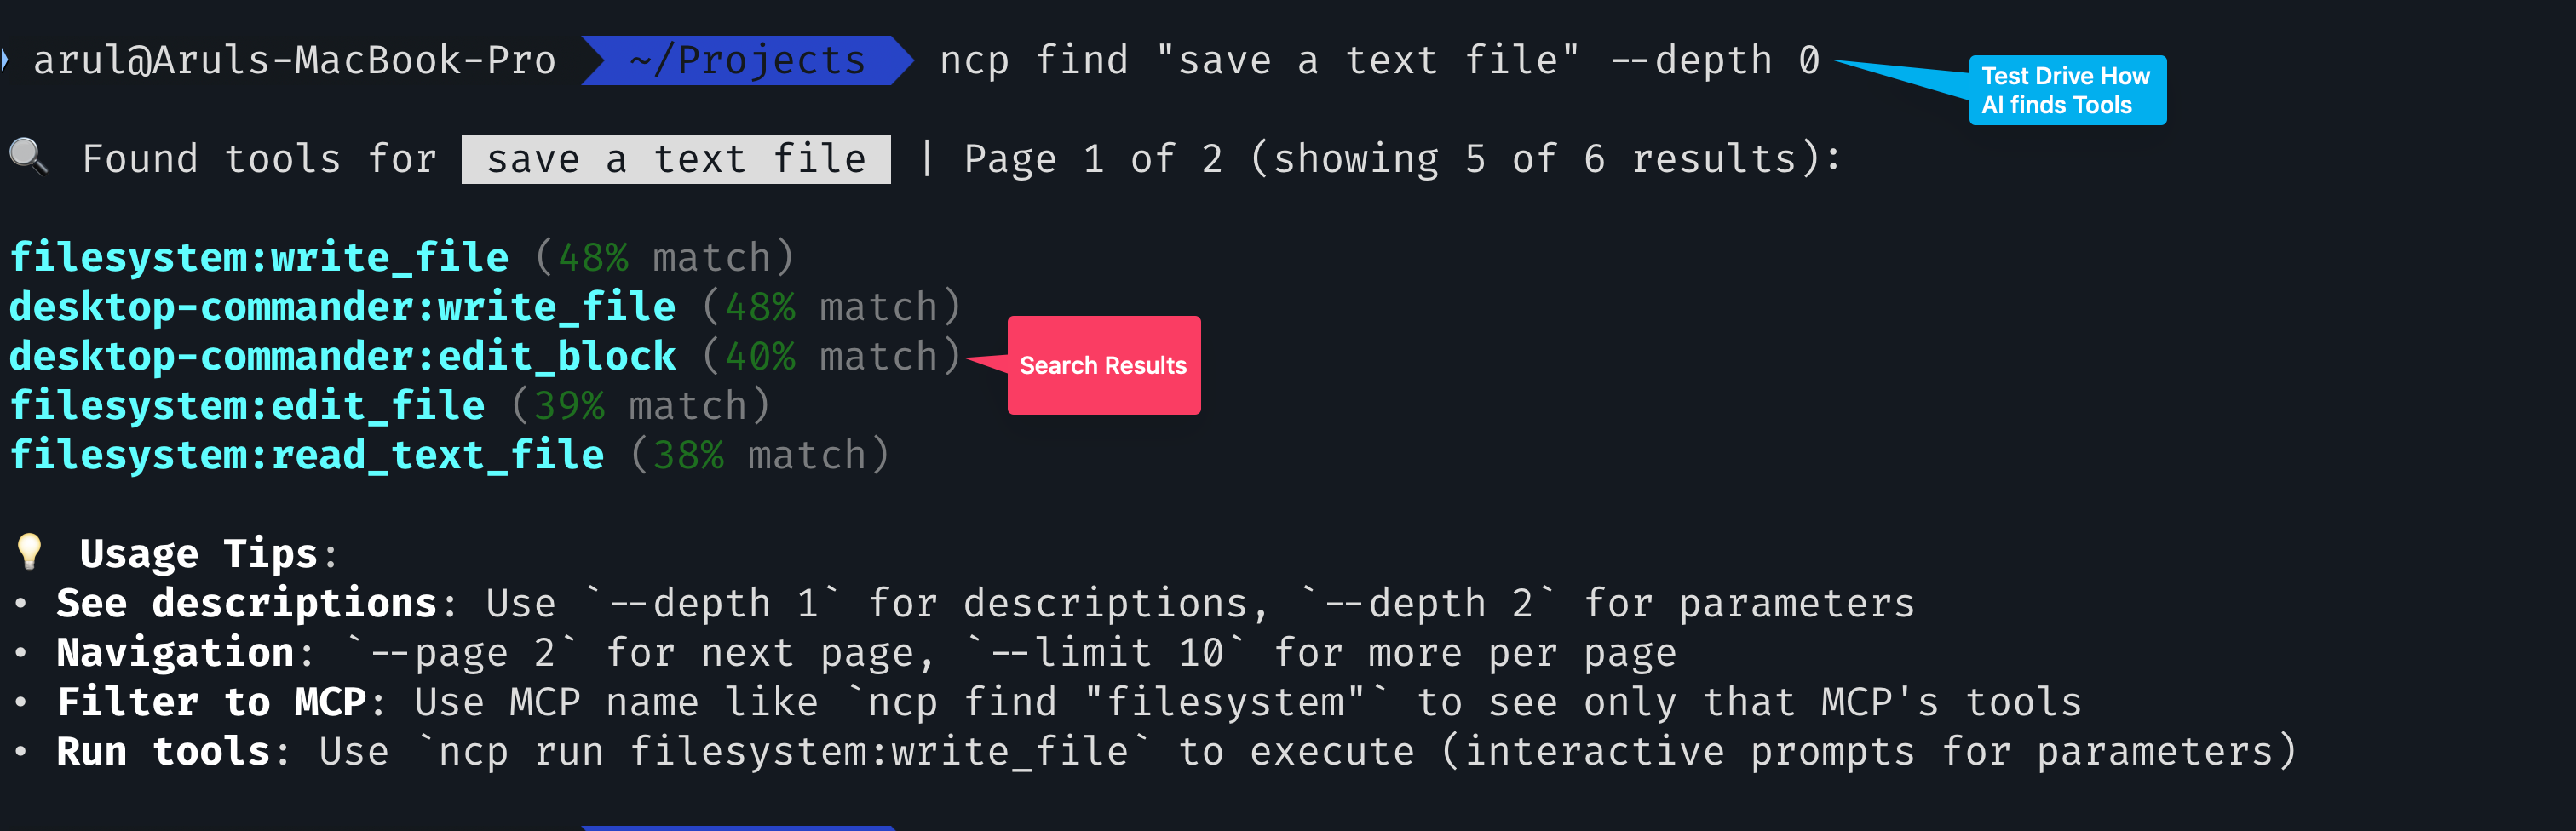 arul@Aruls-MacBook-Pro ~/Projects ncp find "save a text file" --depth 0
Test Drive How
AI finds Tools
🔍 Found tools for save a text file | Page 1 of 2 (showing 5 of 6 results):
filesystem:write_file (48% match)
desktop-commander:write_file (48% match)
desktop-commander:edit_block (40% match)
Search Results
filesystem:edit_file (39% match)
filesystem:read_text_file (38% match)
💡 Usage Tips:
• See descriptions: Use `--depth 1` for descriptions, `--depth 2` for parameters
• Navigation: `--page 2` for next page, `--limit 10` for more per page
• Filter to MCP: Use MCP name like `ncp find "filesystem"` to see only that MCP's tools
• Run tools: Use `ncp run filesystem:write_file` to execute (interactive prompts for parameters)